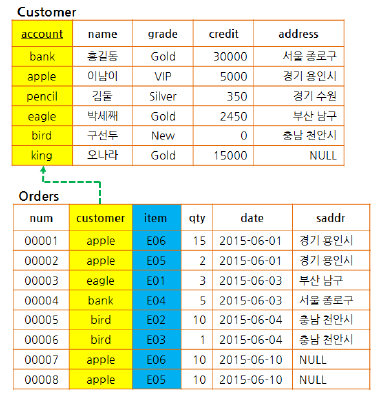 Customer
account name grade credit address
bank 홍길동 Gold 30000 서울 종로구
apple 이남이 VIP 5000 경기 용인시
pencil 김둘 Silver 350 경기 수원
eagle 박세째 Gold 2450 부산 남구
bird 구선두 New 0 충남 천안시
king 오나라 Gold 15000 NULL
Orders
num customer item qty date saddr
00001 apple E06 15 2015-06-01 경기 용인시
00002 apple E05 2 2015-06-01 경기 용인시
00003 eagle E01 3 2015-06-03 부산 남구
00004 bank E04 5 2015-06-03 서울 종로구
00005 bird E02 10 2015-06-04 충남 천안시
00006 bird E03 1 2015-06-04 충남 천안시
00007 apple E06 10 2015-06-10 NULL
00008 apple E05 10 2015-06-10 NULL